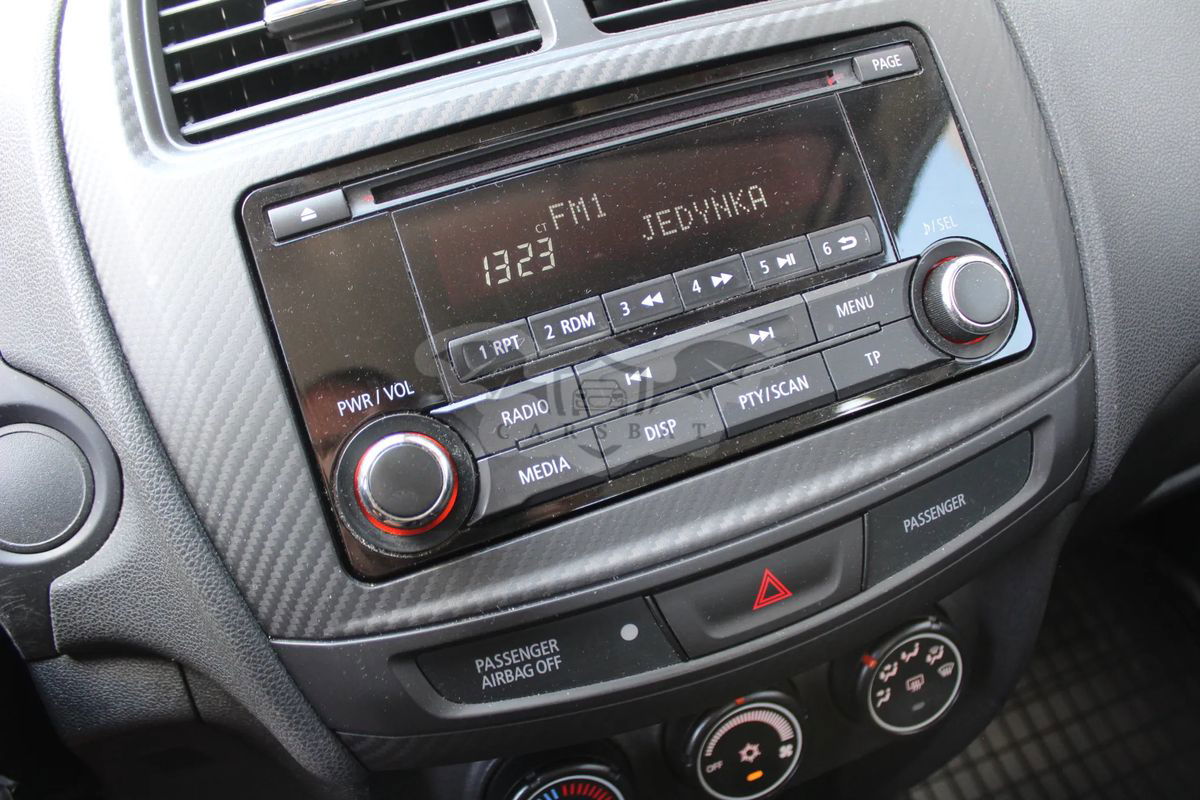 PAGE
CT FM1 JEDYNKA
1323
♪/SEL
1 RPT 2 RDM 3 4 5 6
PWR / VOL
RADIO MENU
MEDIA DISP PTY/SCAN TP
CARSBAT
PASSENGER
PASSENGER
AIRBAG OFF
OFF